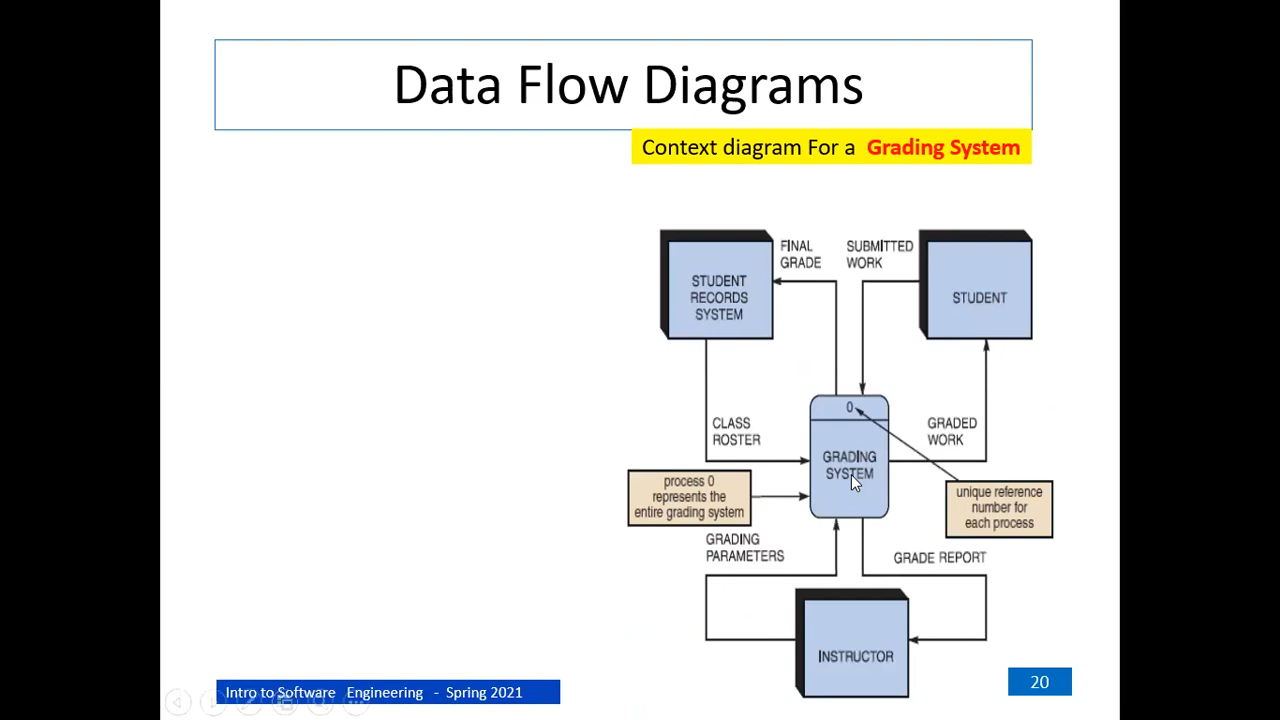 Data Flow Diagrams
Context diagram For a Grading System
FINAL
GRADE
SUBMITTED
WORK
STUDENT
RECORDS
SYSTEM
STUDENT
0
CLASS
ROSTER
GRADED
WORK
GRADING
SYSTEM
process 0
represents the
entire grading system
unique reference
number for
each process
GRADING
PARAMETERS
GRADE REPORT
INSTRUCTOR
Intro to Software Engineering - Spring 2021
20